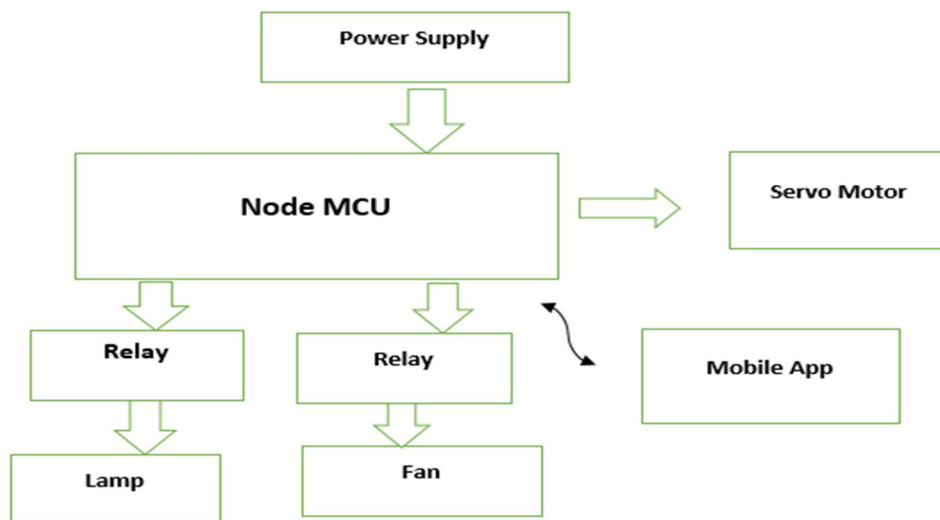 Power Supply
Node MCU
Servo Motor
Relay
Relay
Mobile App
Lamp
Fan